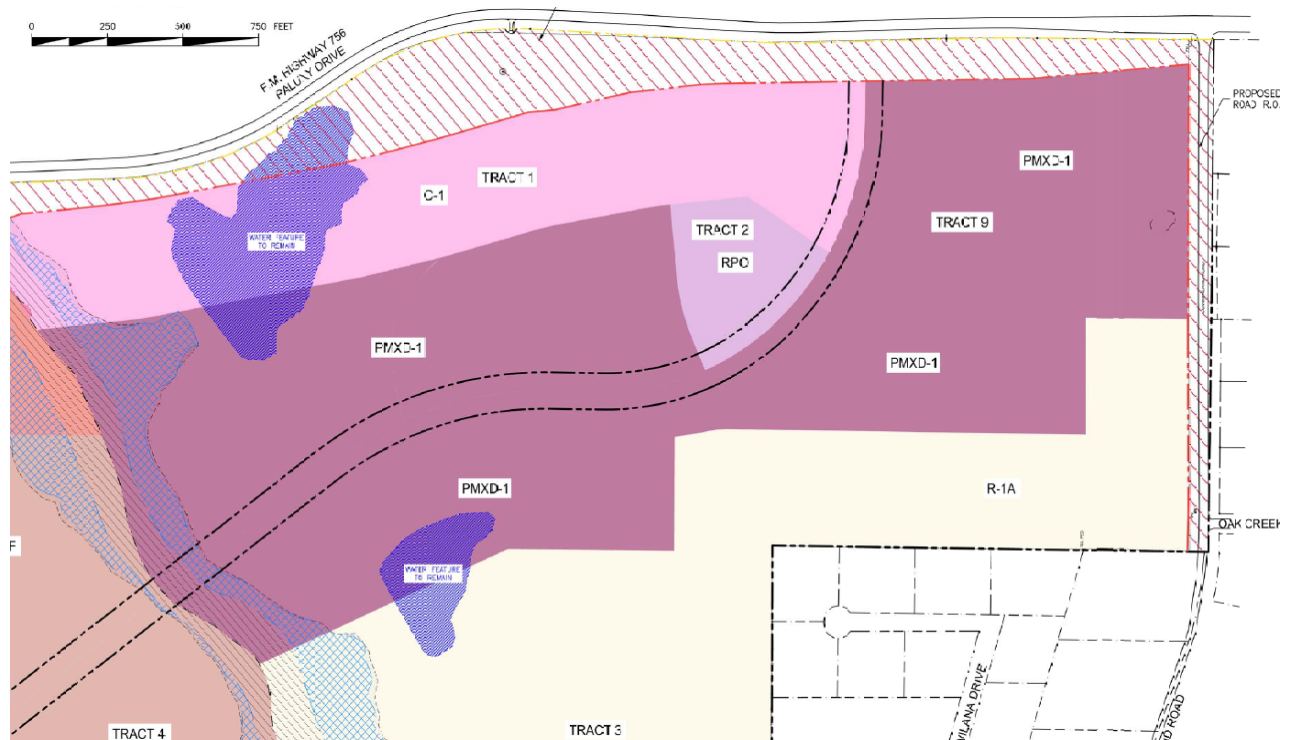 0 250 500 750 FEET
F.M. HIGHWAY 756
PALUXY DRIVE
PROPOSED
ROAD R.O.
PMXD-1
TRACT 1
C-1
TRACT 9
TRACT 2
RPO
WATER FEATURE
TO REMAIN
PMXD-1
PMXD-1
PMXD-1
R-1A
OAK CREEK
F
WATER FEATURE
TO REMAIN
VILANA DRIVE
D ROAD
TRACT 4
TRACT 3